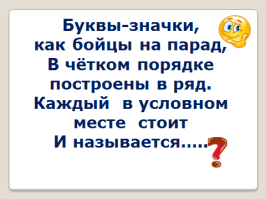 Буквы-значки,
как бойцы на парад,
В чётком порядке
построены в ряд.
Каждый в условном
месте стоит
И называется.....
?